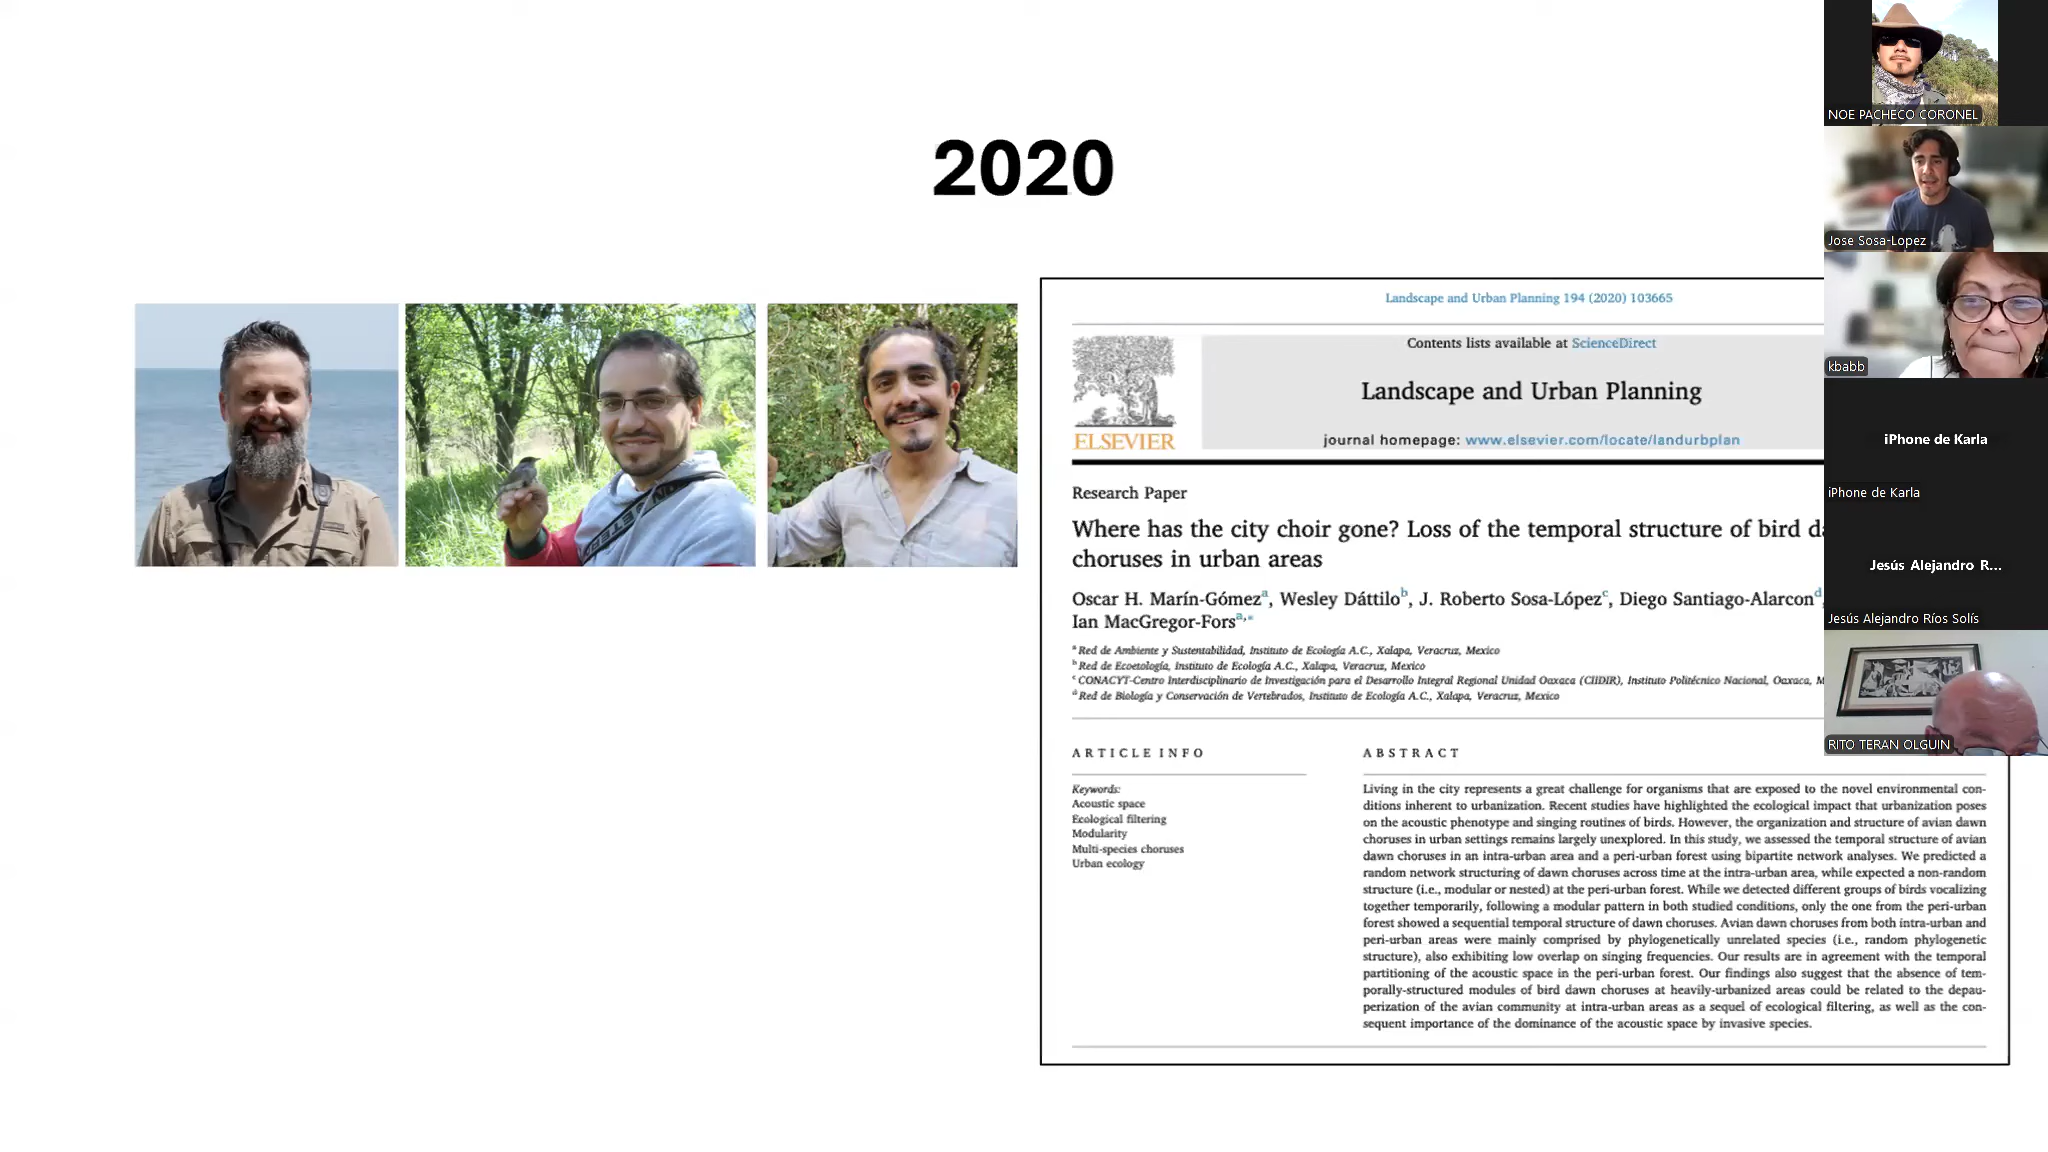 2020
Landscape and Urban Planning 194 (2020) 103665
Contents lists available at ScienceDirect
Landscape and Urban Planning
journal homepage: www.elsevier.com/locate/landurbplan
ELSEVIER
Research Paper
Where has the city choir gone? Loss of the temporal structure of bird
choruses in urban areas
Oscar H. Marín-Gómezᵃ, Wesley Dáttiloᵇ, J. Roberto Sosa-Lópezᶜ, Diego Santiago-Alarconᵈ,
Ian MacGregor-Forsᵃ,*
ᵃ Red de Ambiente y Sustentabilidad, Instituto de Ecología A.C., Xalapa, Veracruz, Mexico
ᵇ Red de Ecoetología, Instituto de Ecología A.C., Xalapa, Veracruz, Mexico
ᶜ CONACYT-Centro Interdisciplinario de Investigación para el Desarrollo Integral Regional Unidad Oaxaca (CIIDIR), Instituto Politécnico Nacional, Oaxaca,
ᵈ Red de Biología y Conservación de Vertebrados, Instituto de Ecología A.C., Xalapa, Veracruz, Mexico
ARTICLE INFO
Keywords:
Acoustic space
Ecological filtering
Modularity
Multi-species choruses
Urban ecology
ABSTRACT
Living in the city represents a great challenge for organisms that are exposed to the novel environmental con-
ditions inherent to urbanization. Recent studies have highlighted the ecological impact that urbanization poses
on the acoustic phenotype and singing routines of birds. However, the organization and structure of avian dawn
choruses in urban settings remains largely unexplored. In this study, we assessed the temporal structure of avian
dawn choruses in an intra-urban area and a peri-urban forest using bipartite network analyses. We predicted a
random network structuring of dawn choruses across time at the intra-urban area, while expected a non-random
structure (i.e., modular or nested) at the peri-urban forest. While we detected different groups of birds vocalizing
together temporarily, following a modular pattern in both studied conditions, only the one from the peri-urban
forest showed a sequential temporal structure of dawn choruses. Avian dawn choruses from both intra-urban and
peri-urban areas were mainly comprised by phylogenetically unrelated species (i.e., random phylogenetic
structure), also exhibiting low overlap on singing frequencies. Our results are in agreement with the temporal
partitioning of the acoustic space in the peri-urban forest. Our findings also suggest that the absence of tem-
porally-structured modules of bird dawn choruses at heavily-urbanized areas could be related to the depau-
perization of the avian community at intra-urban areas as a sequel of ecological filtering, as well as the con-
sequent importance of the dominance of the acoustic space by invasive species.
NOE PACHECO CORONEL
Jose Sosa-Lopez
kbabb
iPhone de Karla
iPhone de Karla
Jesús Alejandro R...
Jesús Alejandro Ríos Solís
RITO TERAN OLGUIN